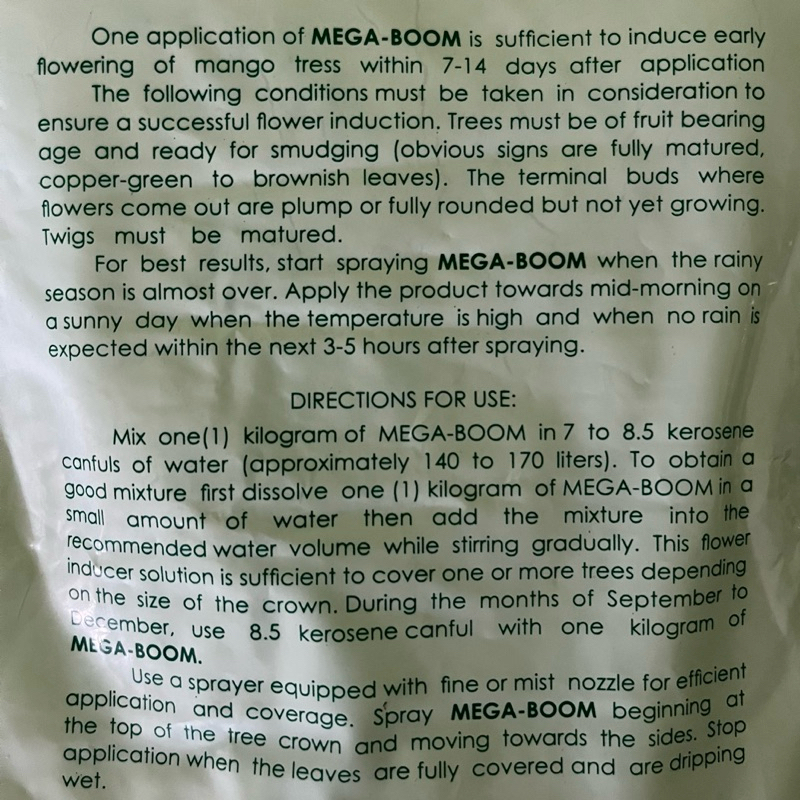 One application of MEGA-BOOM is sufficient to induce early
flowering of mango tress within 7-14 days after application
The following conditions must be taken in consideration to
ensure a successful flower induction. Trees must be of fruit bearing
age and ready for smudging (obvious signs are fully matured,
copper-green to brownish leaves). The terminal buds where
flowers come out are plump or fully rounded but not yet growing.
Twigs must be matured.
For best results, start spraying MEGA-BOOM when the rainy
season is almost over. Apply the product towards mid-morning on
a sunny day when the temperature is high and when no rain is
expected within the next 3-5 hours after spraying.
DIRECTIONS FOR USE:
Mix one(1) kilogram of MEGA-BOOM in 7 to 8.5 kerosene
canfuls of water (approximately 140 to 170 liters). To obtain a
good mixture first dissolve one (1) kilogram of MEGA-BOOM in a
small amount of water then add the mixture into the
recommended water volume while stirring gradually. This flower
inducer solution is sufficient to cover one or more trees depending
on the size of the crown. During the months of September to
December, use 8.5 kerosene canful with one kilogram of
MEGA-BOOM.
Use a sprayer equipped with fine or mist nozzle for efficient
application and coverage. Spray MEGA-BOOM beginning at
the top of the tree crown and moving towards the sides. Stop
application when the leaves are fully covered and are dripping
wet.